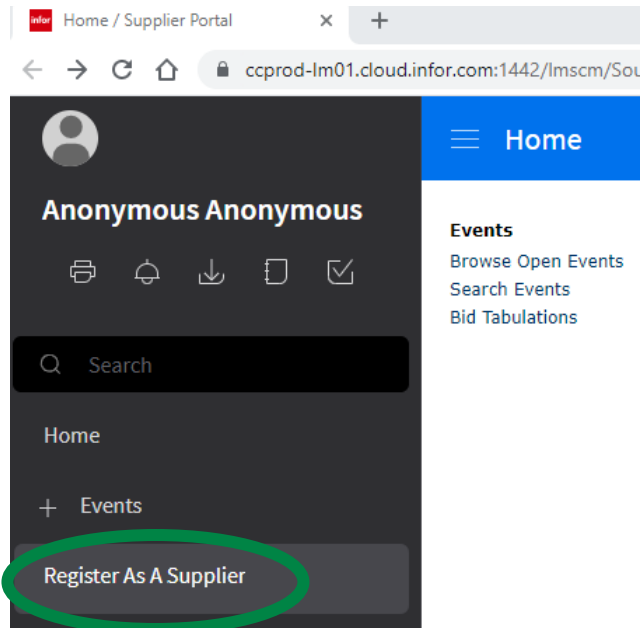 infor Home / Supplier Portal
ccprod-lm01.cloud.infor.com:1442/lmscm/Sou
Anonymous Anonymous
Search
Home
+ Events
Register As A Supplier
Home
Events
Browse Open Events
Search Events
Bid Tabulations